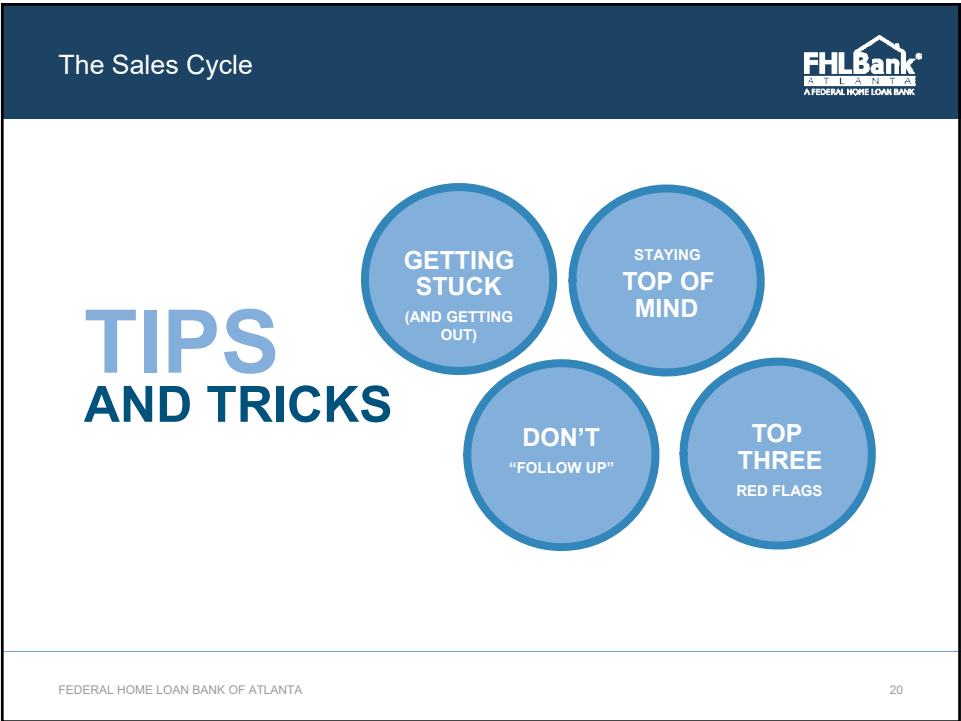 The Sales Cycle
FHLBank®
ATLANTA
A FEDERAL HOME LOAN BANK
TIPS
AND TRICKS
GETTING
STUCK
(AND GETTING
OUT)
STAYING
TOP OF
MIND
DON’T
“FOLLOW UP”
TOP
THREE
RED FLAGS
FEDERAL HOME LOAN BANK OF ATLANTA
20